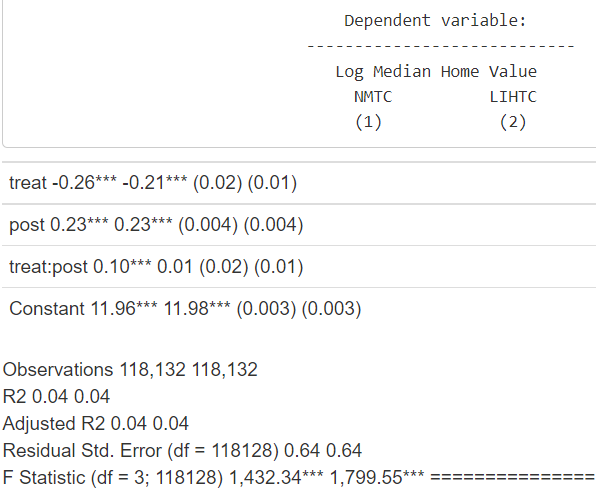 Dependent variable:
----------------------------
Log Median Home Value
NMTC LIHTC
(1) (2)
treat -0.26*** -0.21*** (0.02) (0.01)
post 0.23*** 0.23*** (0.004) (0.004)
treat:post 0.10*** 0.01 (0.02) (0.01)
Constant 11.96*** 11.98*** (0.003) (0.003)
Observations 118,132 118,132
R2 0.04 0.04
Adjusted R2 0.04 0.04
Residual Std. Error (df = 118128) 0.64 0.64
F Statistic (df = 3; 118128) 1,432.34*** 1,799.55*** ===============